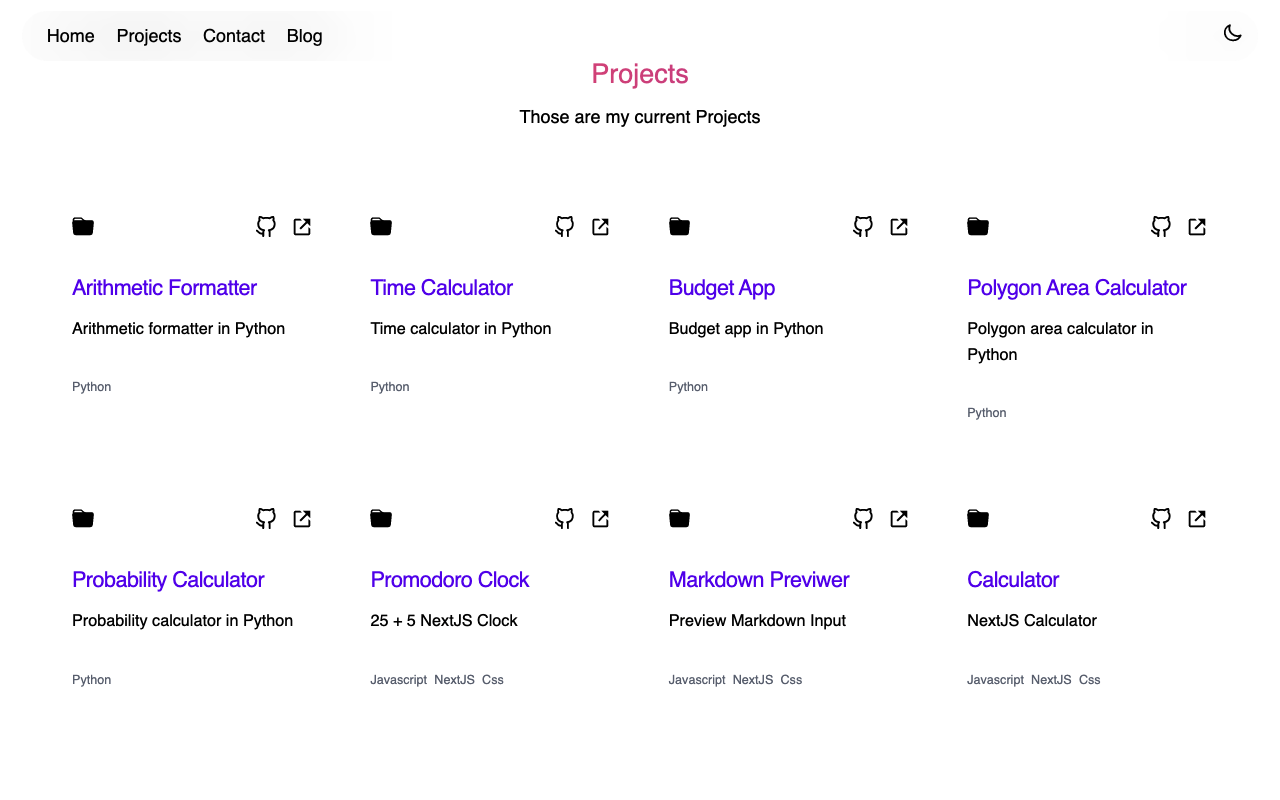 Home Projects Contact Blog
Projects
Those are my current Projects
Arithmetic Formatter
Arithmetic formatter in Python
Python
Time Calculator
Time calculator in Python
Python
Budget App
Budget app in Python
Python
Polygon Area Calculator
Polygon area calculator in
Python
Python
Probability Calculator
Probability calculator in Python
Python
Promodoro Clock
25 + 5 NextJS Clock
Javascript NextJS Css
Markdown Previwer
Preview Markdown Input
Javascript NextJS Css
Calculator
NextJS Calculator
Javascript NextJS Css